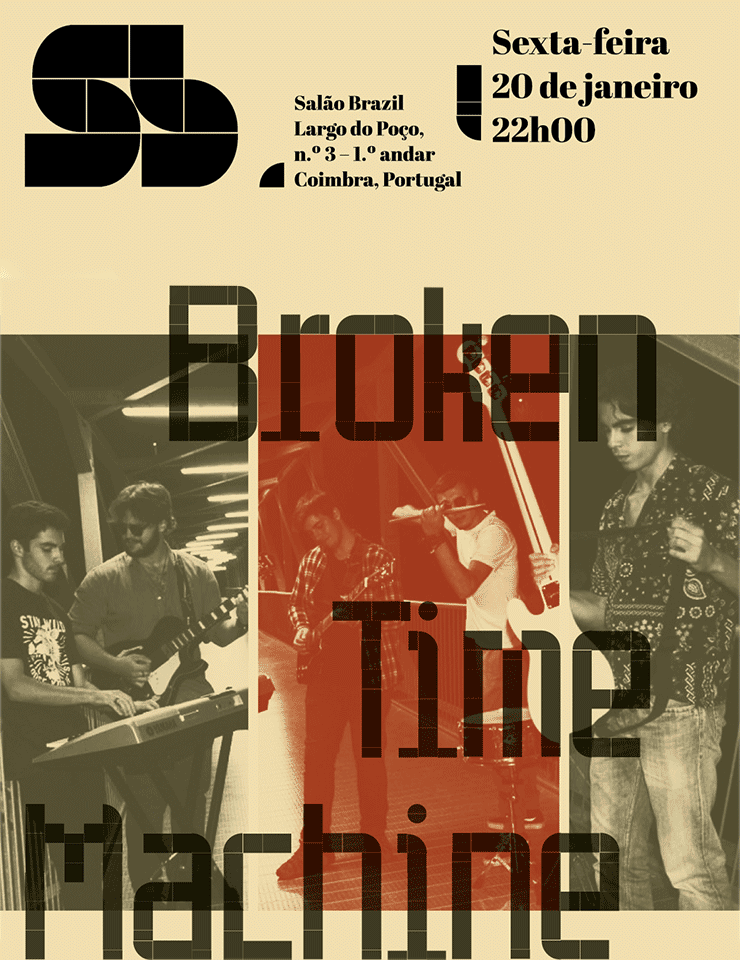 Sb
Salão Brazil
Largo do Poço,
n.º 3 – 1.º andar
Coimbra, Portugal
Sexta-feira
20 de janeiro
22h00
Broken
Time
Machine